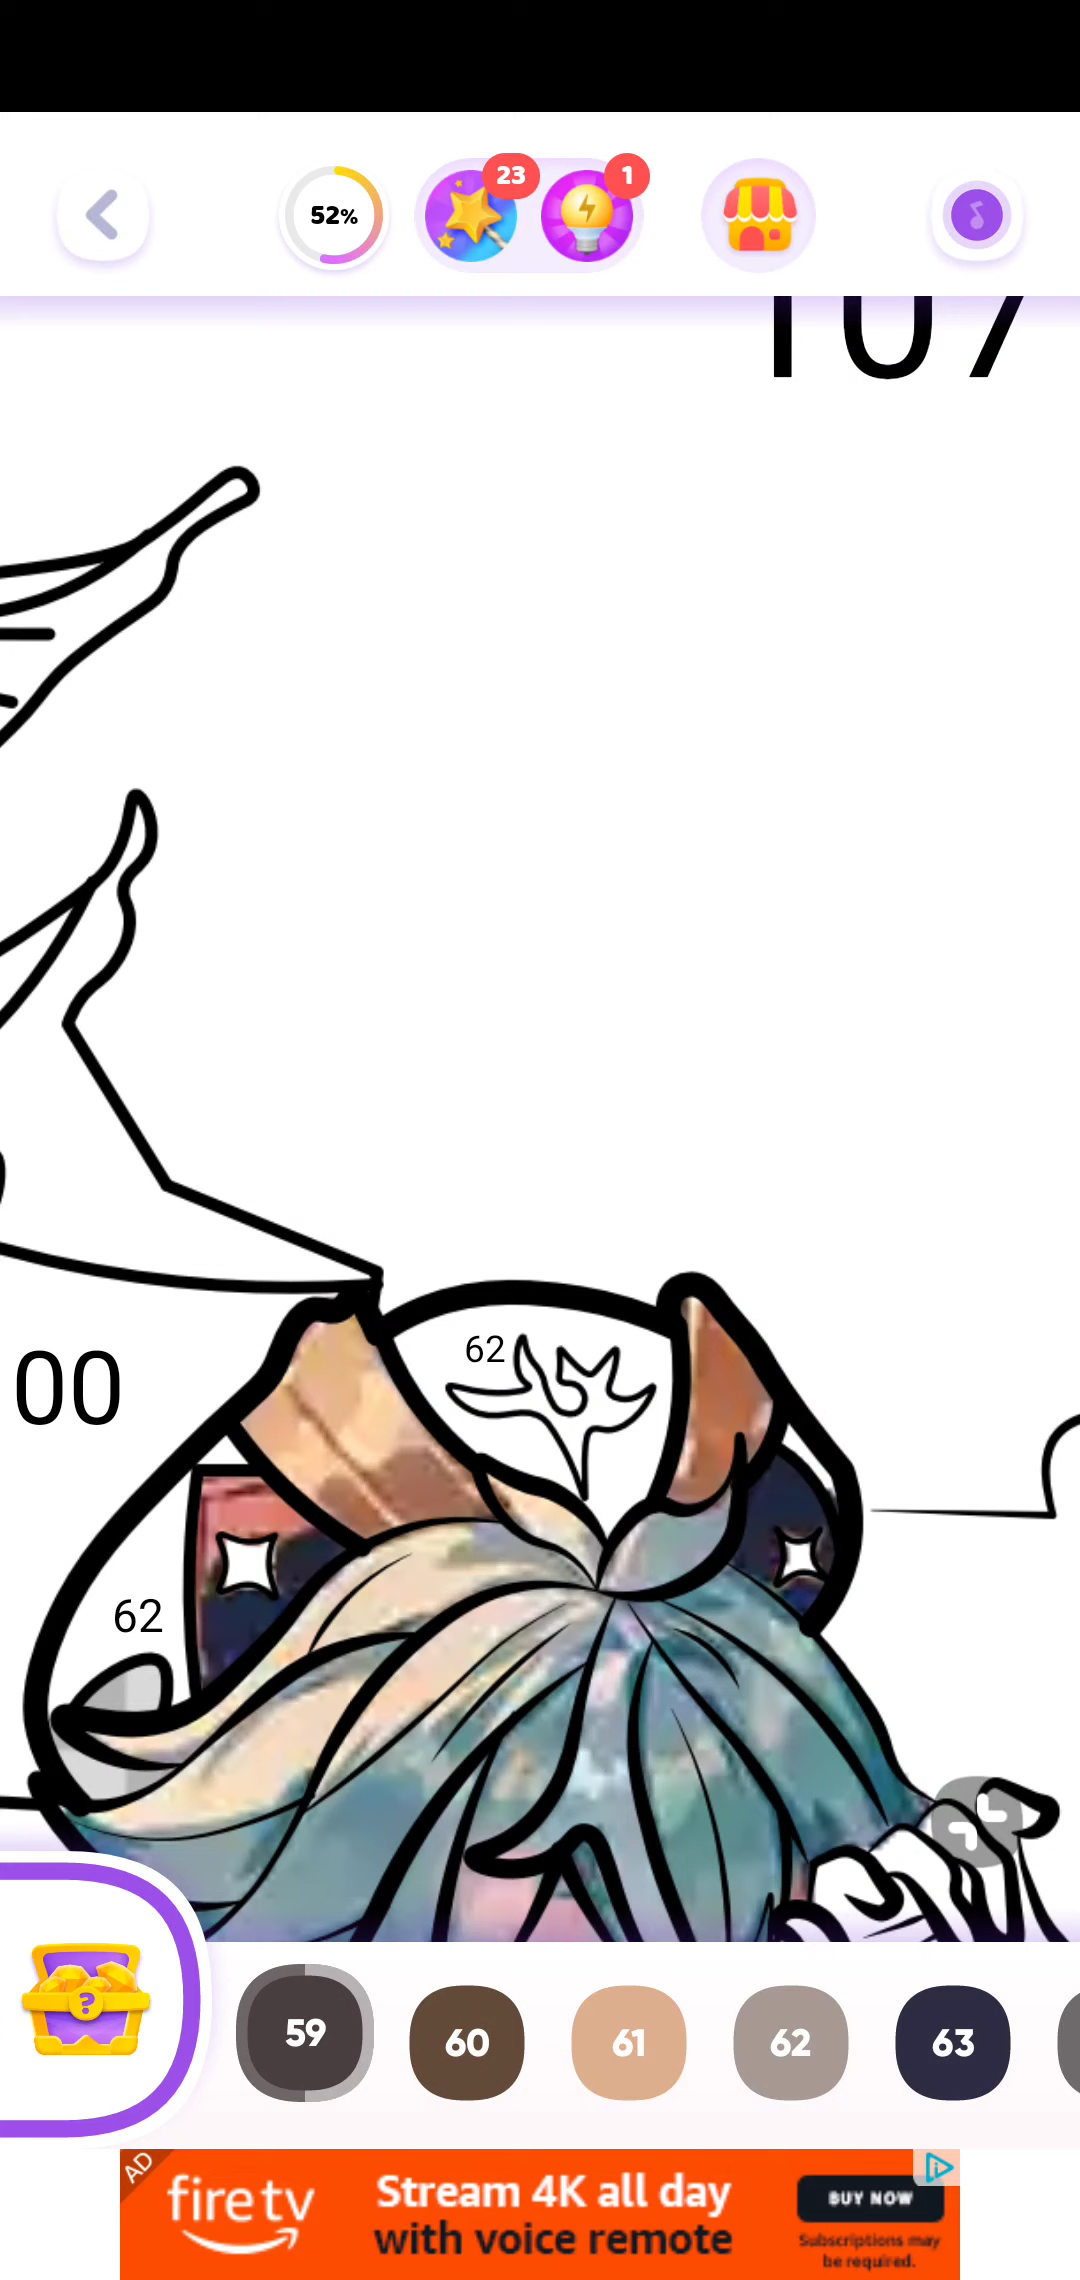 52%
23
1
107
00
62
62
59
60
61
62
63
?
AD
fire tv
Stream 4K all day
with voice remote
BUY NOW
Subscriptions may
be required.